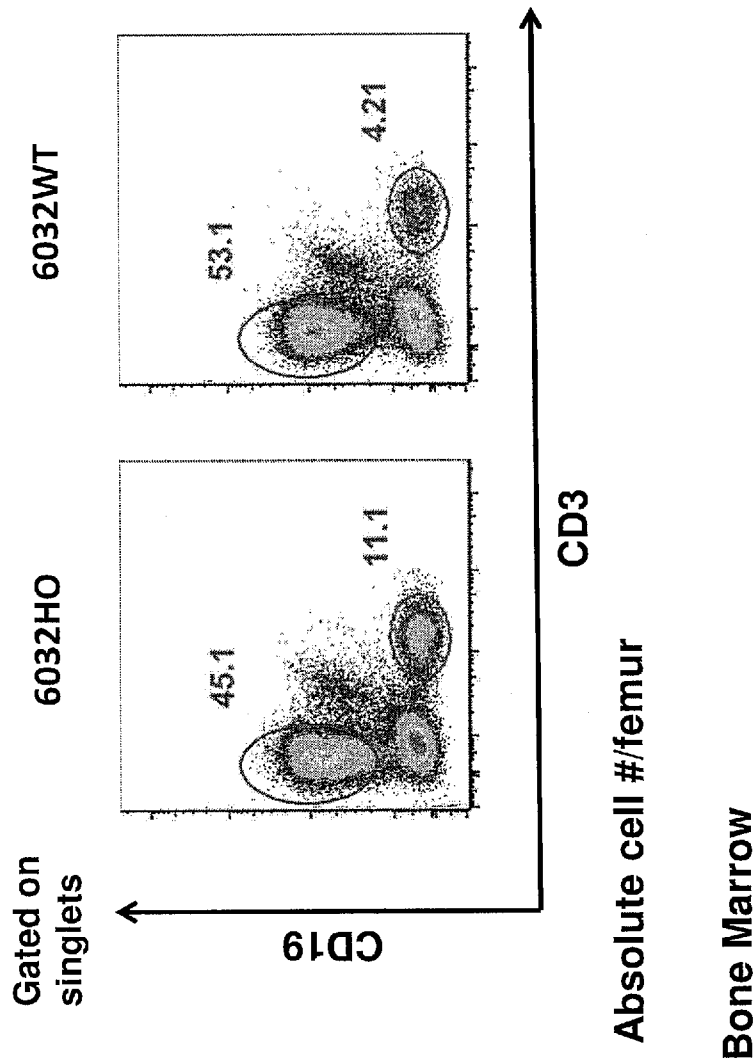 Gated on
singlets
6032HO
6032WT
45.1
11.1
53.1
4.21
CD19
CD3
Absolute cell #/femur
Bone Marrow